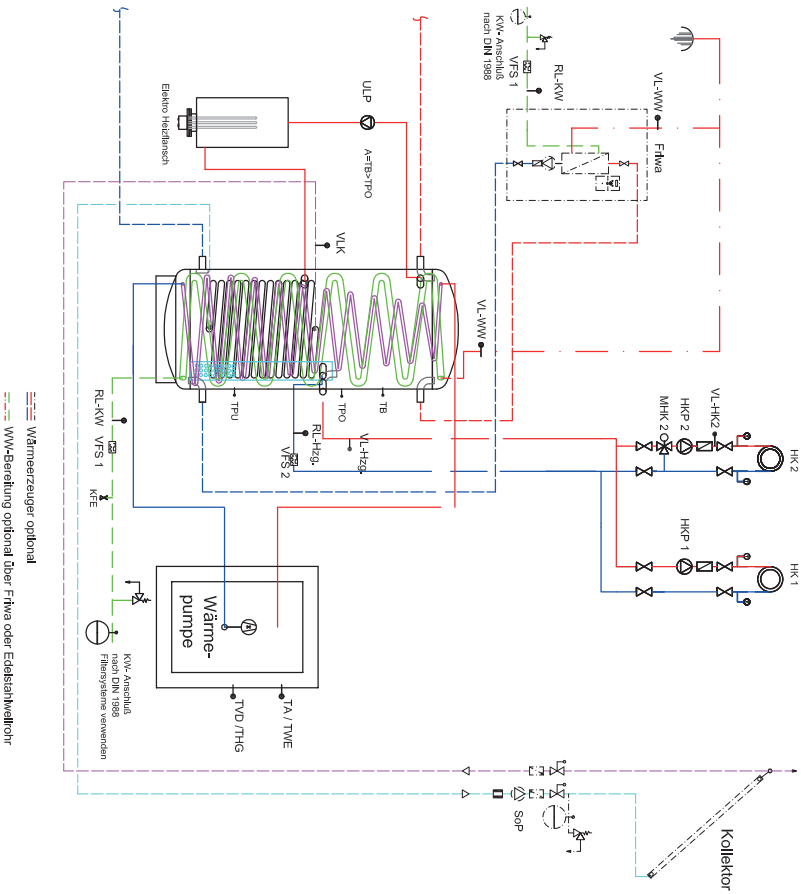 KW- Anschluß
nach DIN 1988
VFS 1
RL-KW
VL-WW
Friwa
Elektro Heizflansch
ULP
A=TB>TPO
VLK
VL-WW
TPU
TPO
TB
RL-Hzg.
VFS 2
VL-Hzg.
VL-HK2
HKP 2
MHK 2
HK 2
HKP 1
HK 1
RL-KW
VFS 1
KFE
KW- Anschluß
nach DIN 1988
Filtersysteme verwenden
Wärme-
pumpe
TVD /THG
TA / TWE
SoP
Kollektor
Wärmeerzeuger optional
WW-Bereitung optional über Friwa oder Edelstahlwellrohr